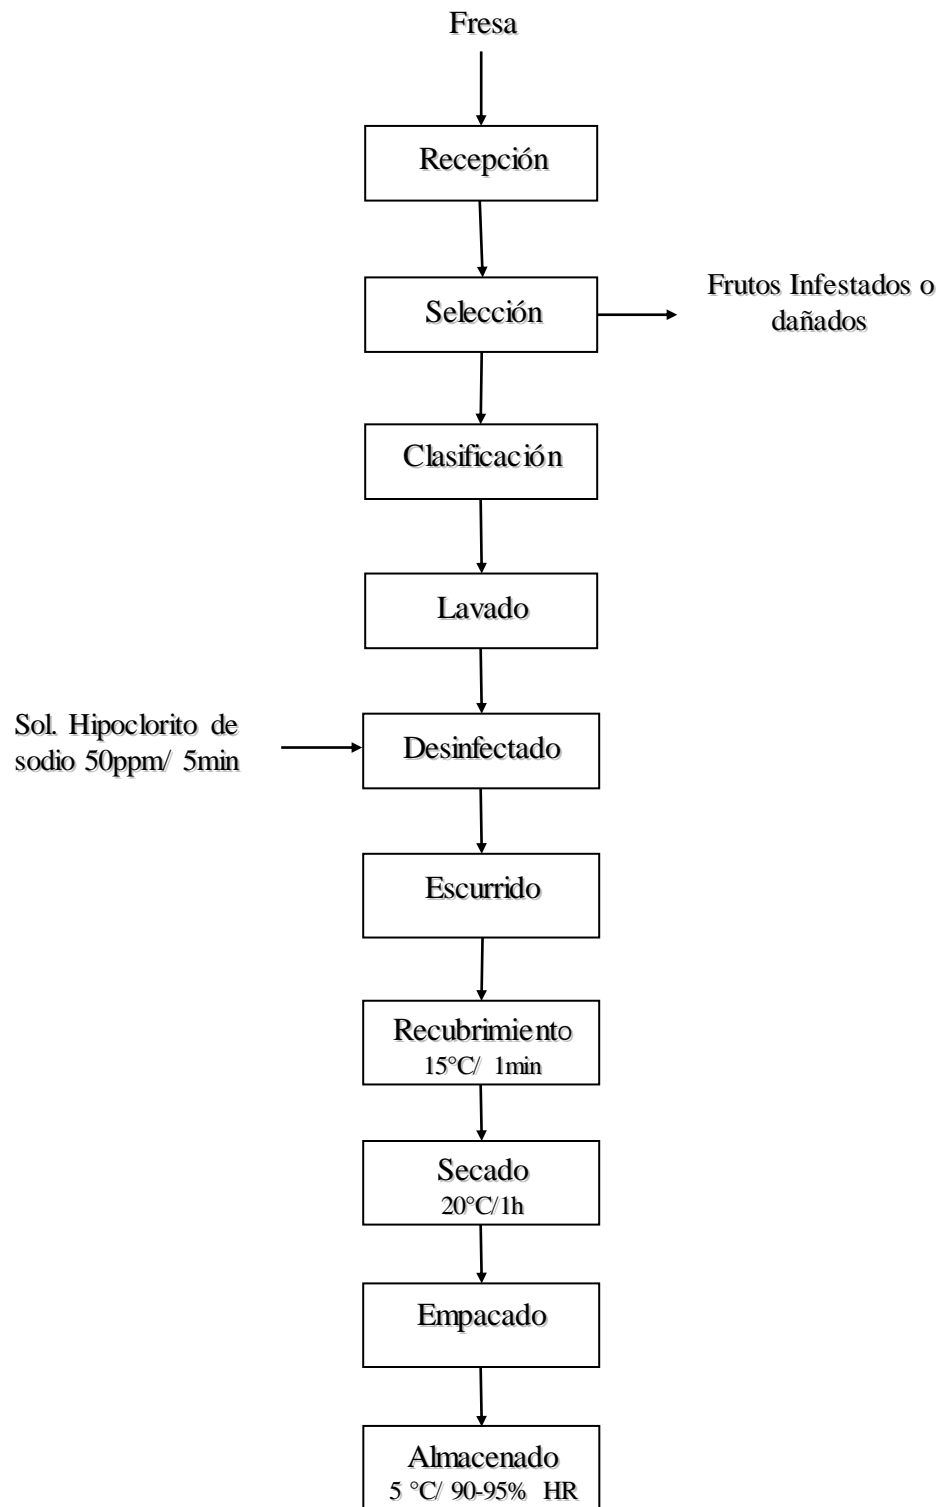 Fresa
Recepción
Selección
Frutos Infestados o
dañados
Clasificación
Lavado
Sol. Hipoclorito de
sodio 50ppm/ 5min
Desinfectado
Escurrido
Recubrimiento
15°C/ 1min
Secado
20°C/1h
Empacado
Almacenado
5 °C/ 90-95% HR